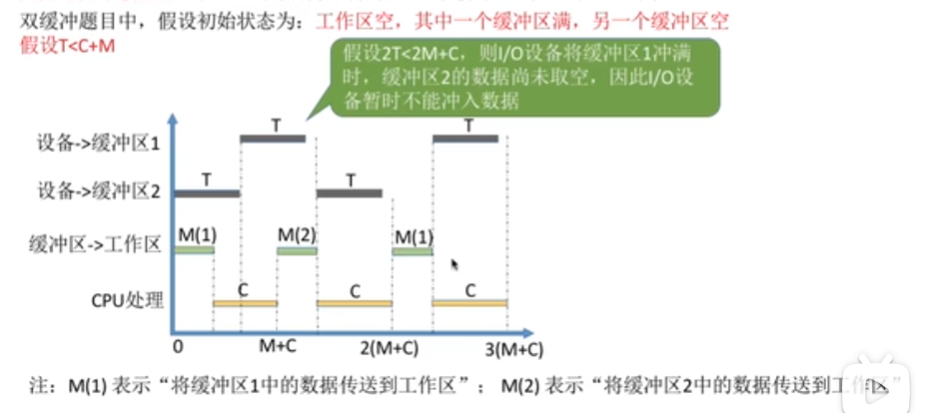 双缓冲题目中，假设初始状态为：工作区空，其中一个缓冲区满，另一个缓冲区空
假设T<C+M
假设2T<2M+C，则I/O设备将缓冲区1冲满
时，缓冲区2的数据尚未取空，因此I/O设
备暂时不能冲入数据
设备->缓冲区1
T
T
设备->缓冲区2
T
T
缓冲区->工作区
M(1)
M(2)
M(1)
CPU处理
C
C
C
0
M+C
2(M+C)
3(M+C)
注：M(1) 表示“将缓冲区1中的数据传送到工作区”； M(2) 表示“将缓冲区2中的数据传送到工作区”